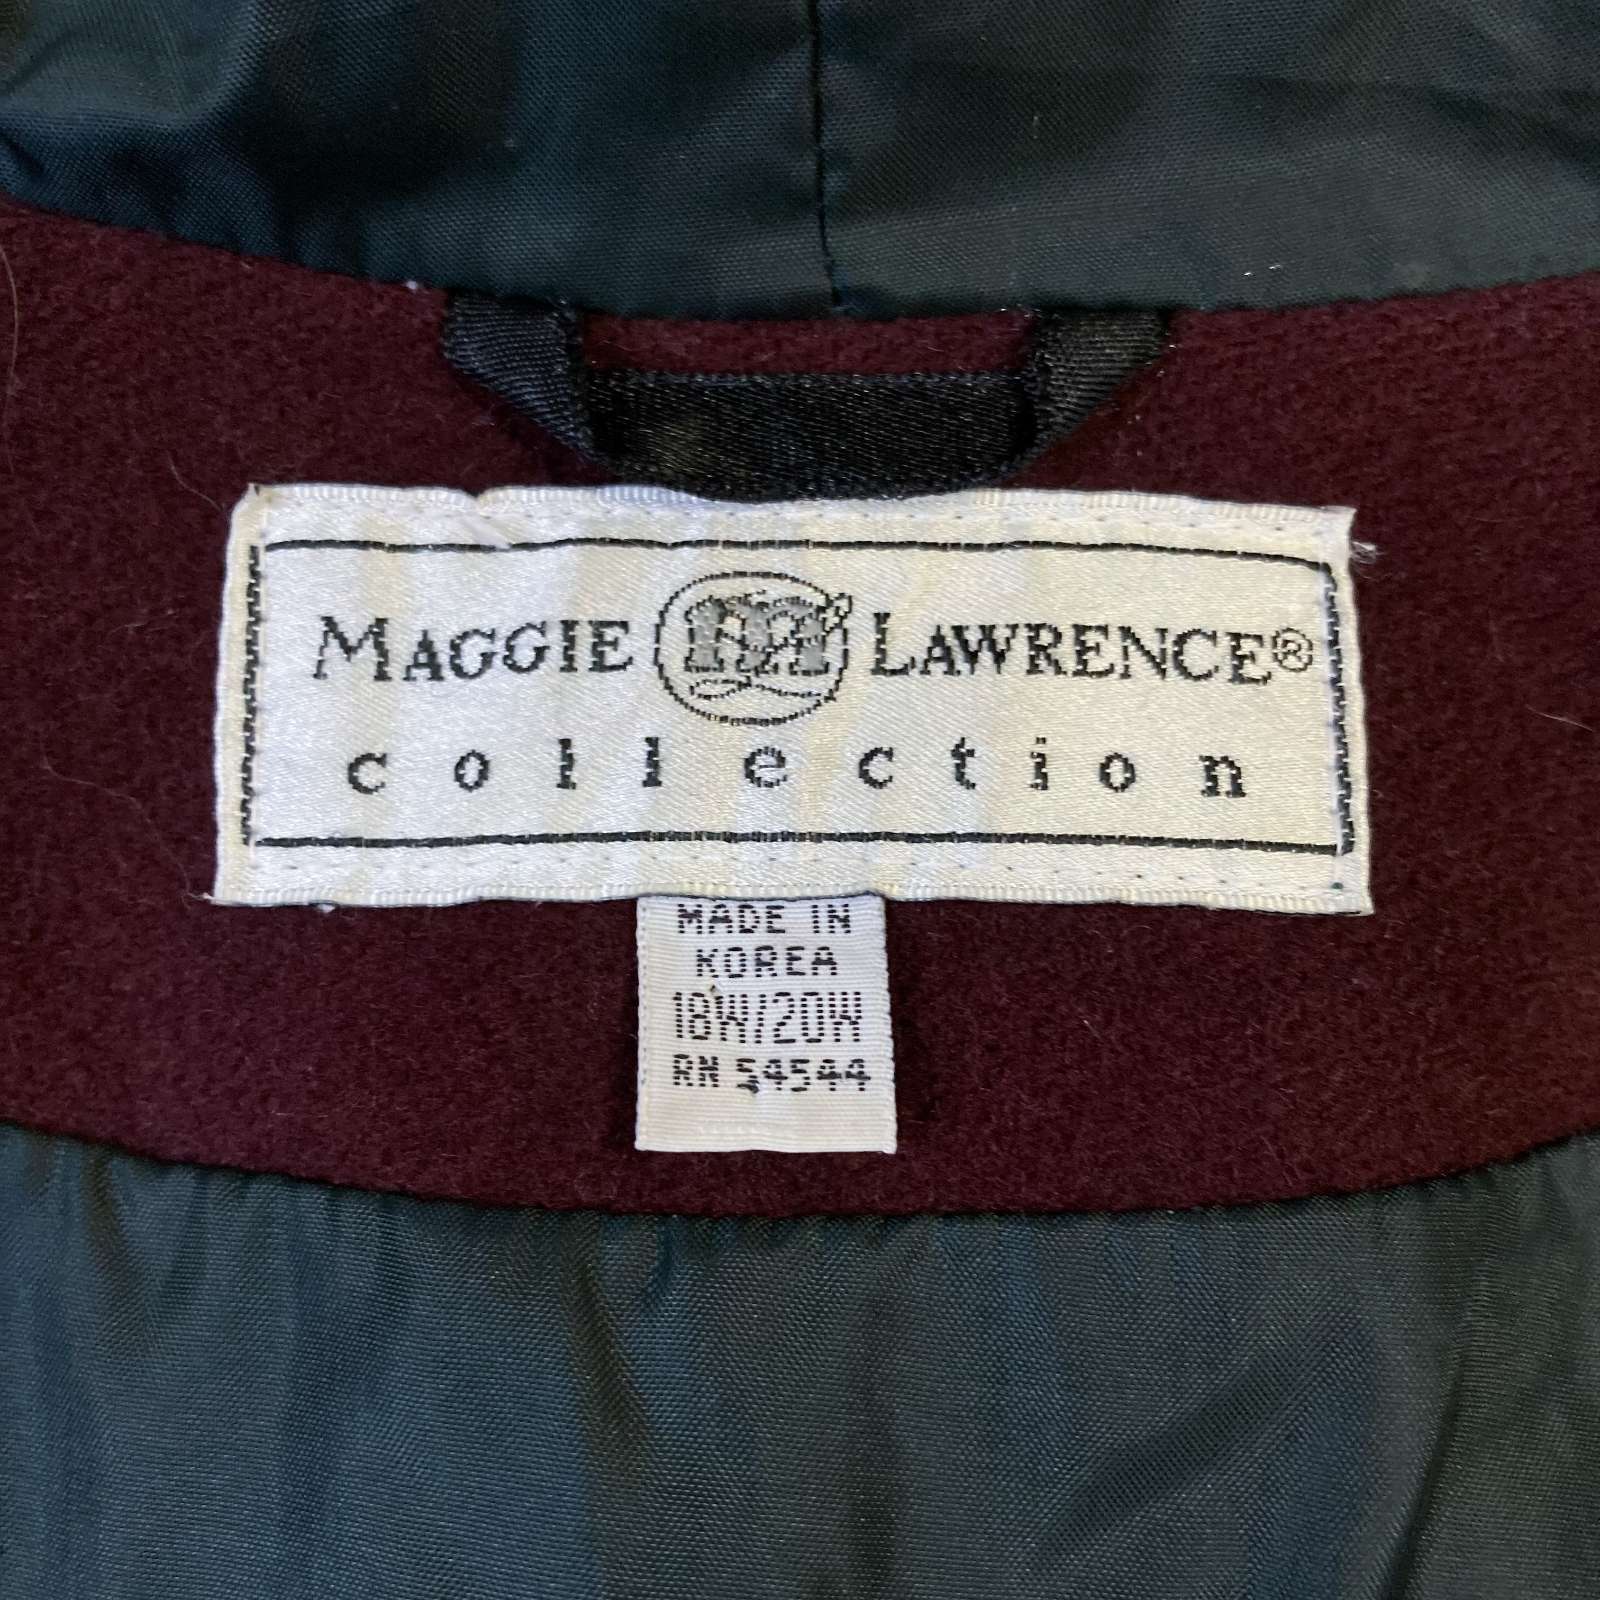 MAGGIE LAWRENCE®
collection
MADE IN
KOREA
18W/20W
RN 54544